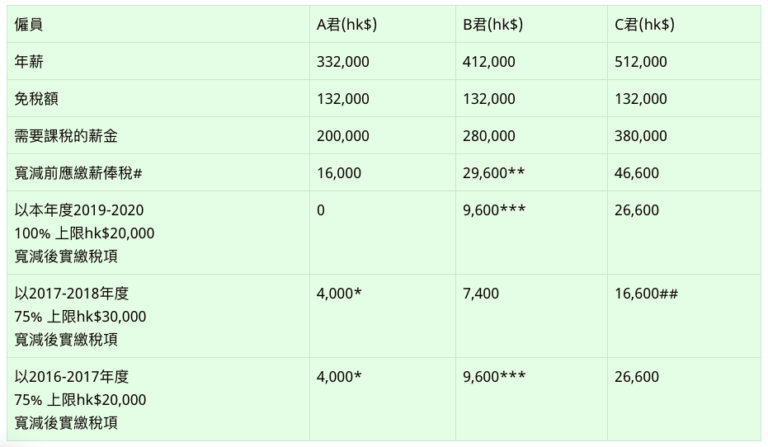 僱員 A君(hk$) B君(hk$) C君(hk$)
年薪 332,000 412,000 512,000
免稅額 132,000 132,000 132,000
需要課稅的薪金 200,000 280,000 380,000
寬減前應繳薪俸稅# 16,000 29,600** 46,600
以本年度2019-2020 0 9,600*** 26,600
100% 上限hk$20,000
寬減後實繳稅項
以2017-2018年度 4,000* 7,400 16,600##
75% 上限hk$30,000
寬減後實繳稅項
以2016-2017年度 4,000* 9,600*** 26,600
75% 上限hk$20,000
寬減後實繳稅項